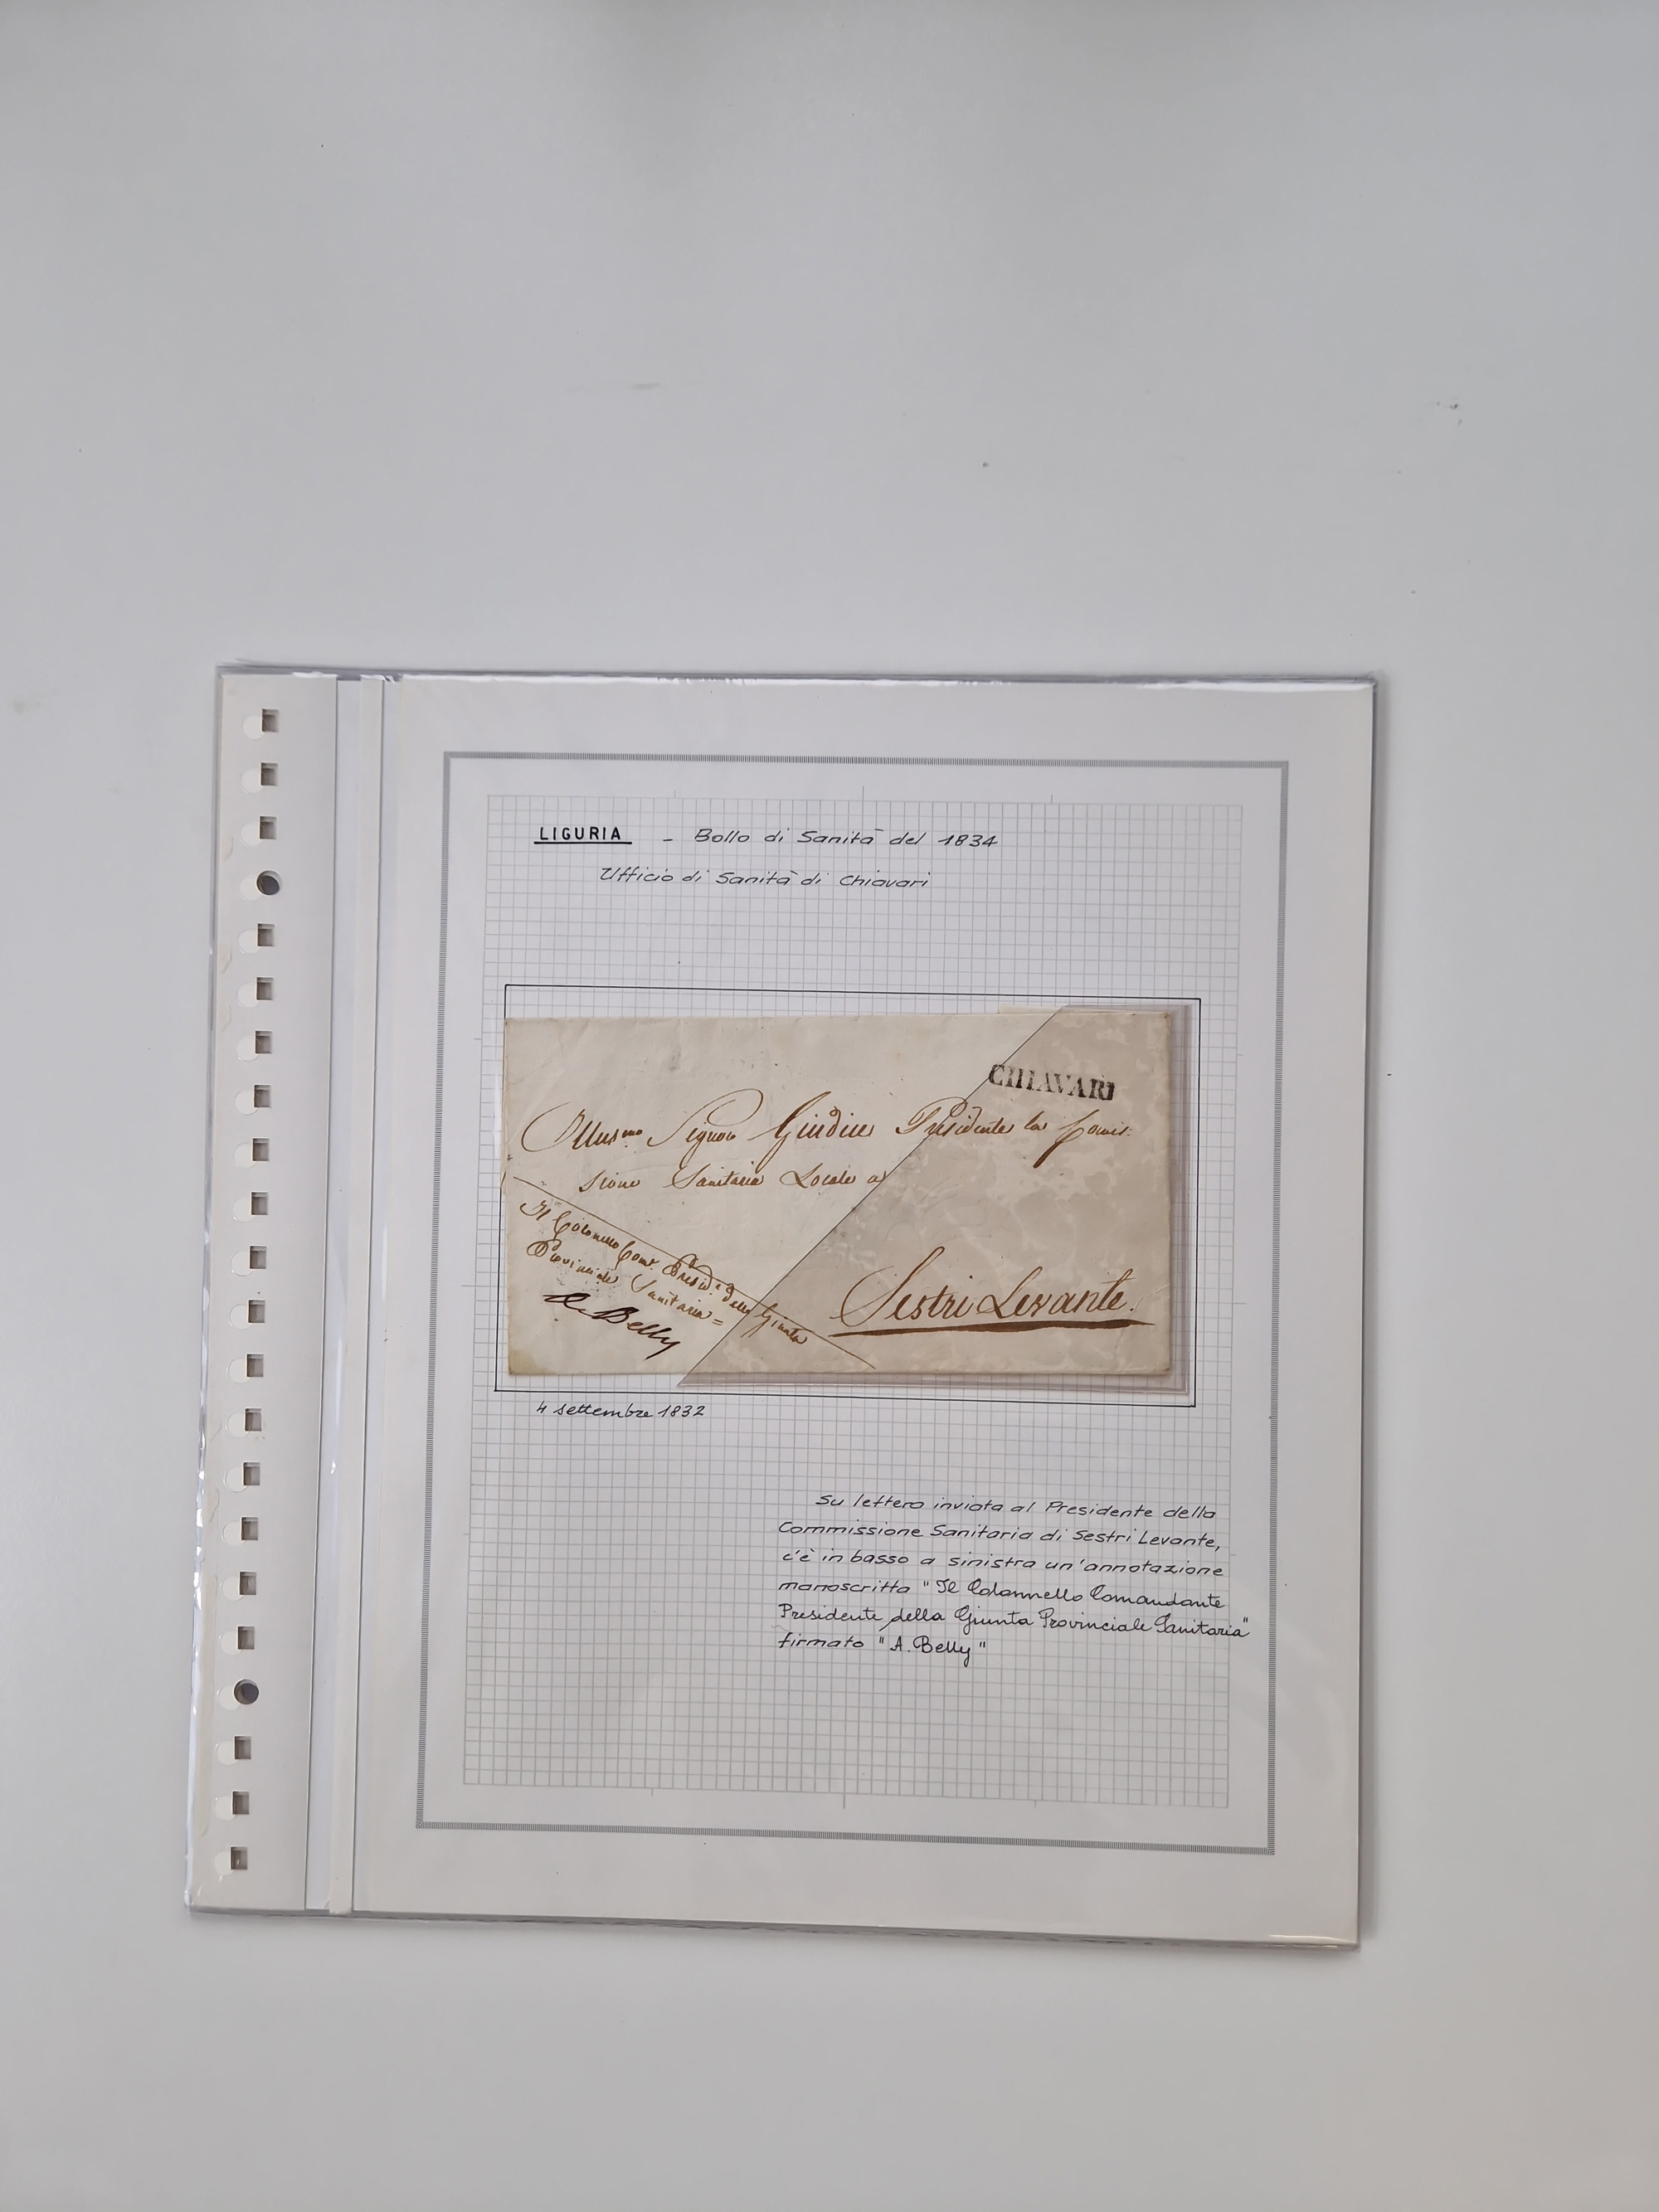 LIGURIA - Bollo di Sanità del 1834
Ufficio di Sanità di Chiavari
CHIAVARI
Illus.mo Signor Giudice Presidente la Comis:
sione Sanitaria Locale a
Sestri Levante.
Il Colonello Com.te Presid.e della Giunta
Provinciale Sanitaria =
A. Belly
4 settembre 1832
Su lettera inviata al Presidente della
Commissione Sanitaria di Sestri Levante,
c'è in basso a sinistra un'annotazione
manoscritta "Il Colonnello Comandante
Presidente della Giunta Provinciale Sanitaria"
firmato "A. Belly"